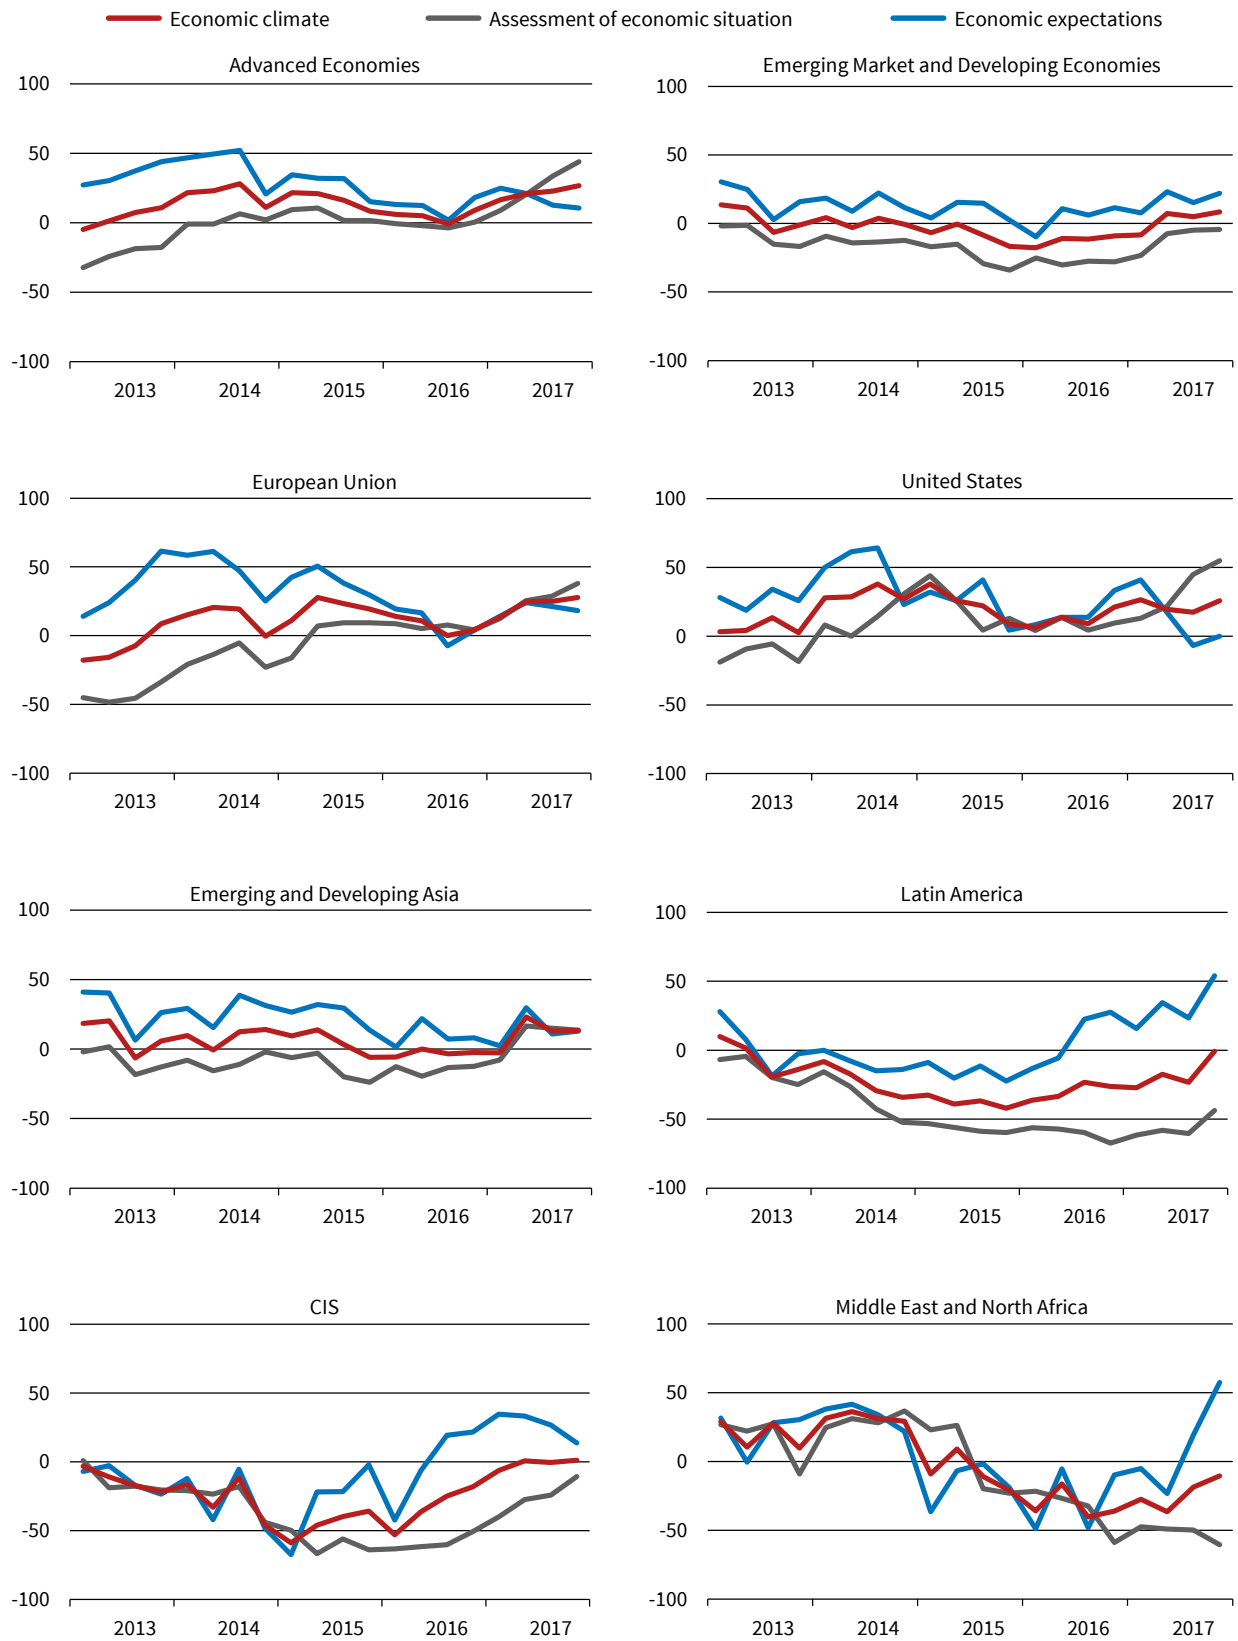 Economic climate Assessment of economic situation Economic expectations
Advanced Economies
100
50
0
-50
-100
2013 2014 2015 2016 2017
Emerging Market and Developing Economies
100
50
0
-50
-100
2013 2014 2015 2016 2017
European Union
100
50
0
-50
-100
2013 2014 2015 2016 2017
United States
100
50
0
-50
-100
2013 2014 2015 2016 2017
Emerging and Developing Asia
100
50
0
-50
-100
2013 2014 2015 2016 2017
Latin America
100
50
0
-50
-100
2013 2014 2015 2016 2017
CIS
100
50
0
-50
-100
2013 2014 2015 2016 2017
Middle East and North Africa
100
50
0
-50
-100
2013 2014 2015 2016 2017